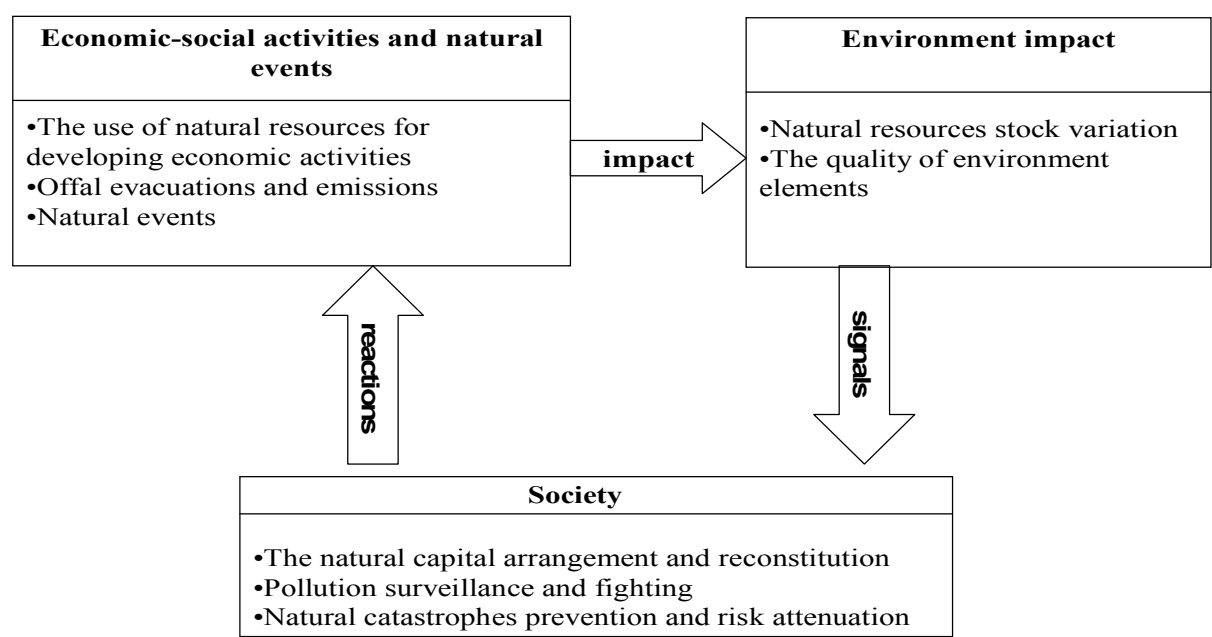 Economic-social activities and natural
events
•The use of natural resources for
developing economic activities
•Offal evacuations and emissions
•Natural events
impact
Environment impact
•Natural resources stock variation
•The quality of environment
elements
reactions
signals
Society
•The natural capital arrangement and reconstitution
•Pollution surveillance and fighting
•Natural catastrophes prevention and risk attenuation